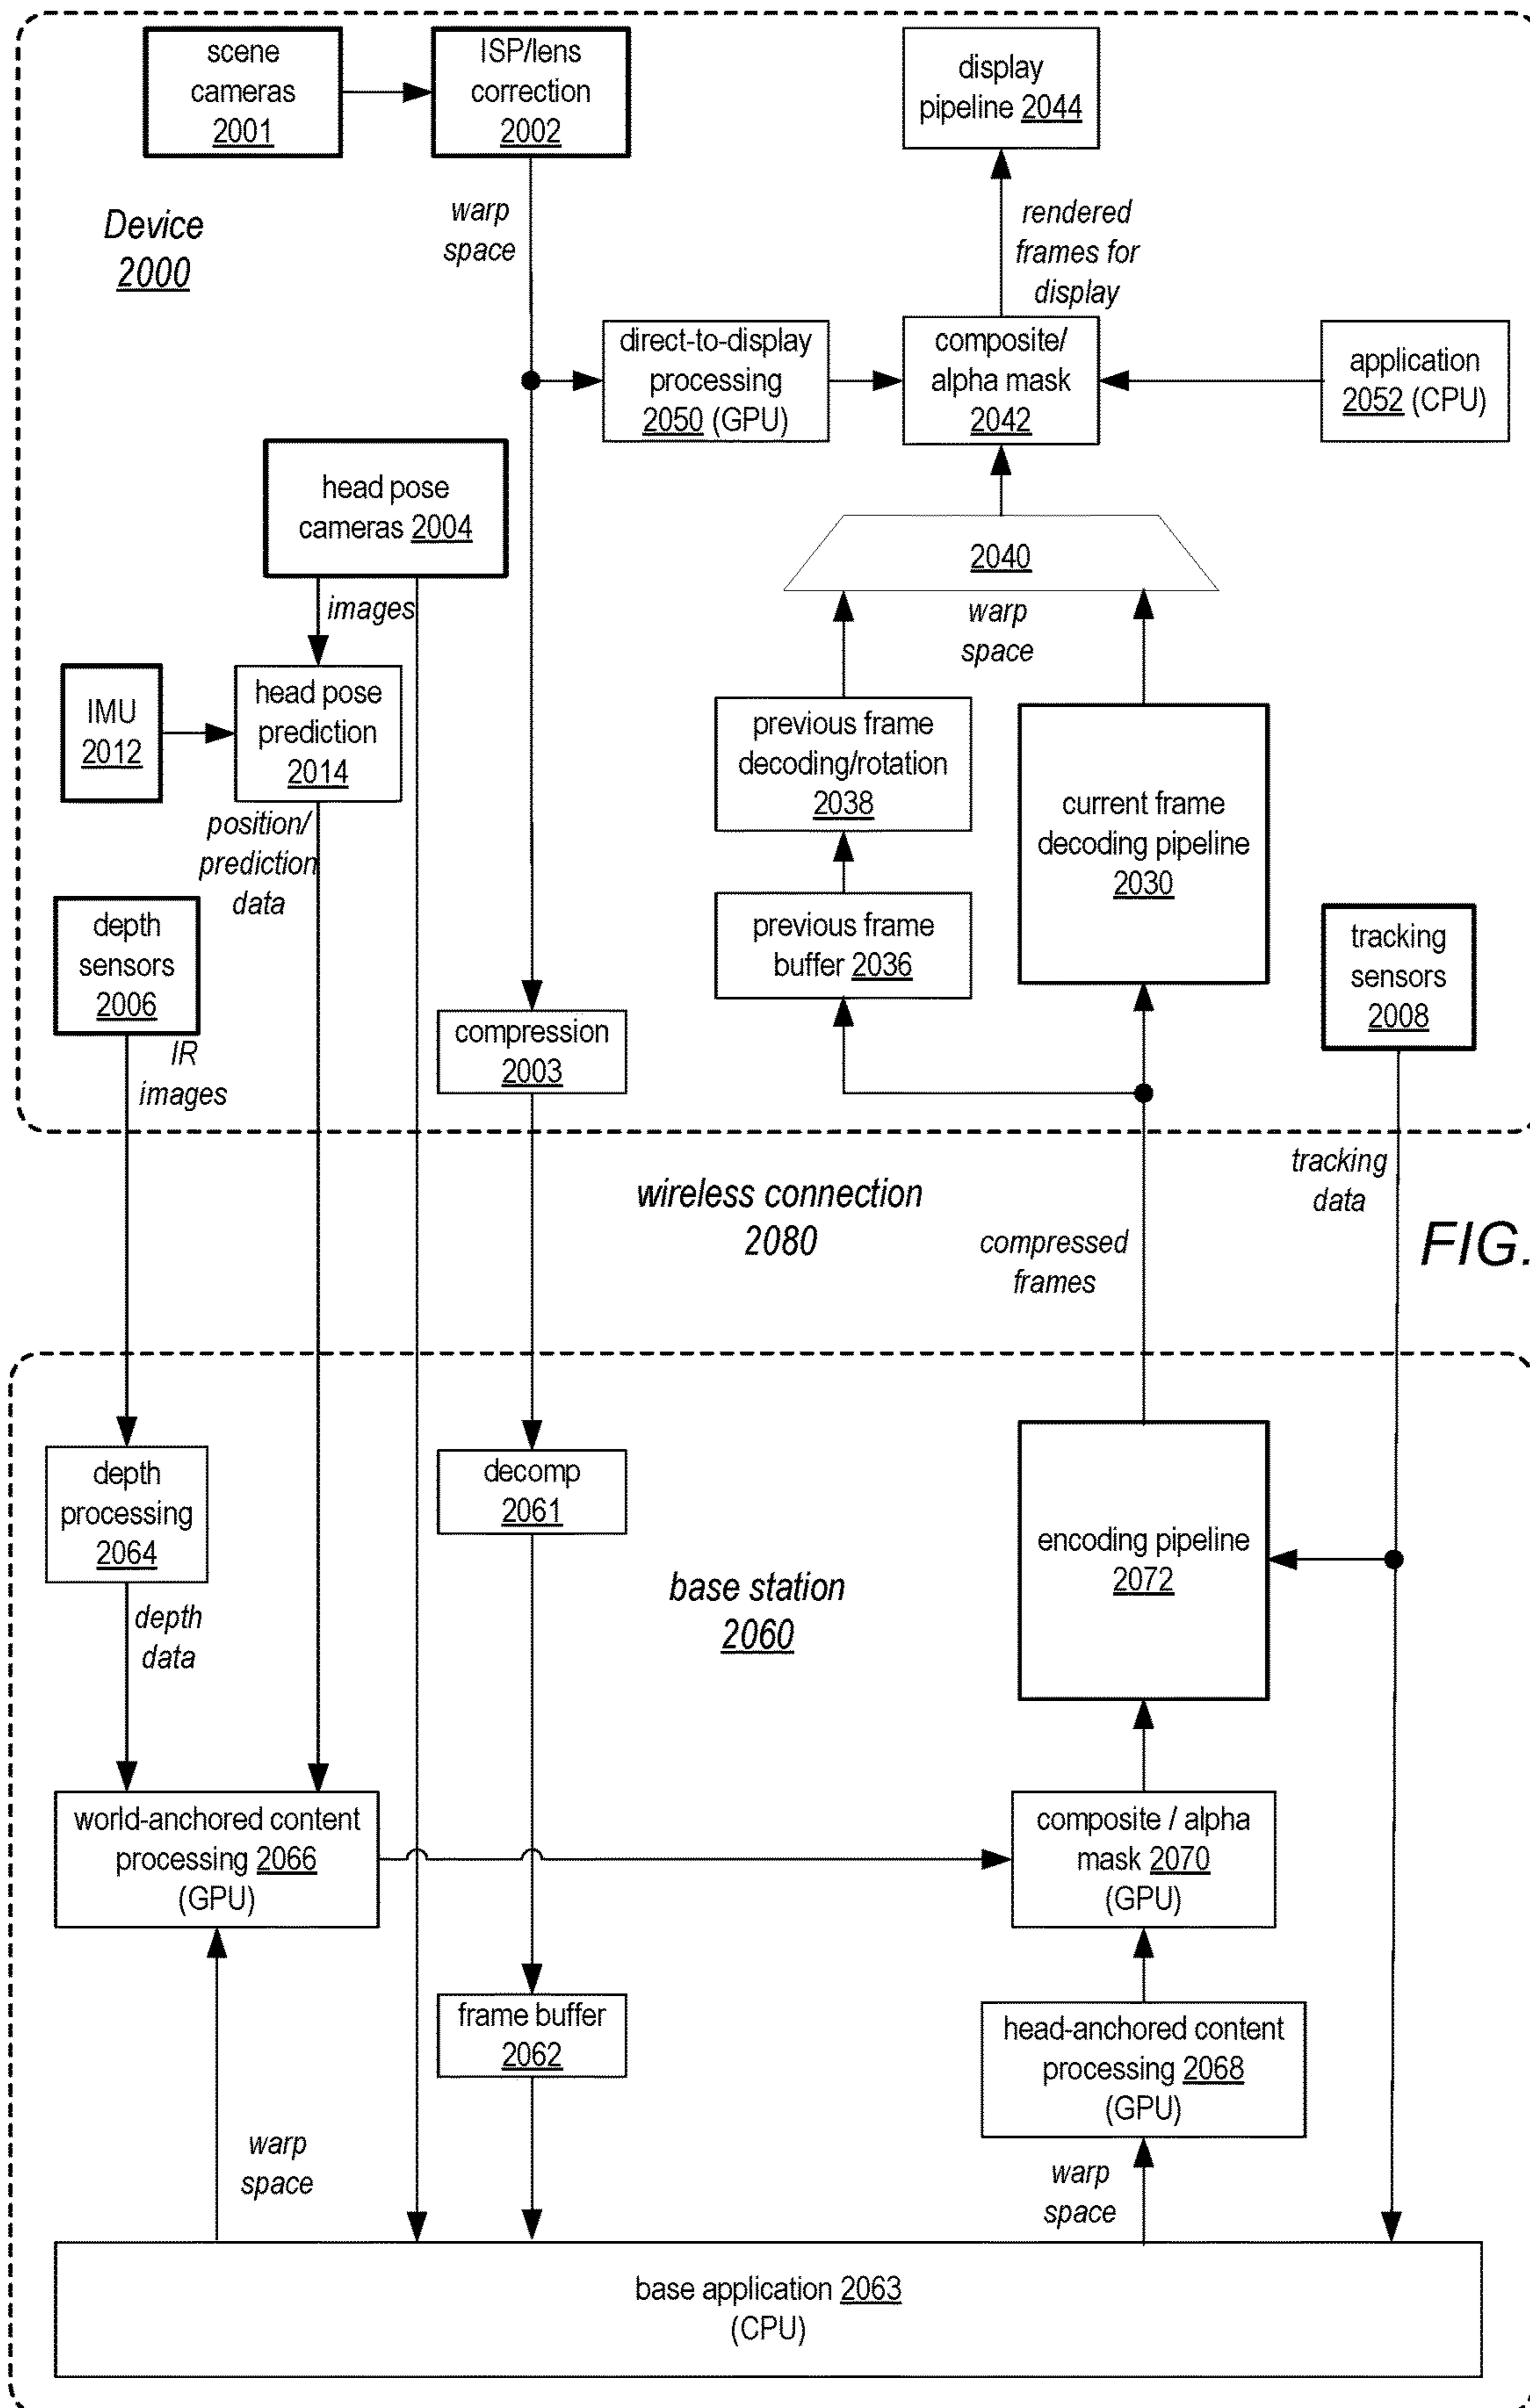 scene
cameras
2001
ISP/lens
correction
2002
display
pipeline 2044
Device
2000
warp
space
rendered
frames for
display
direct-to-display
processing
2050 (GPU)
composite/
alpha mask
2042
application
2052 (CPU)
head pose
cameras 2004
2040
images
warp
space
IMU
2012
head pose
prediction
2014
previous frame
decoding/rotation
2038
current frame
decoding pipeline
2030
position/
prediction
data
depth
sensors
2006
previous frame
buffer 2036
tracking
sensors
2008
IR
images
compression
2003
wireless connection
2080
tracking
data
compressed
frames
FIG.
depth
processing
2064
decomp
2061
encoding pipeline
2072
base station
2060
depth
data
world-anchored content
processing 2066
(GPU)
composite / alpha
mask 2070
(GPU)
frame buffer
2062
head-anchored content
processing 2068
(GPU)
warp
space
warp
space
base application 2063
(CPU)